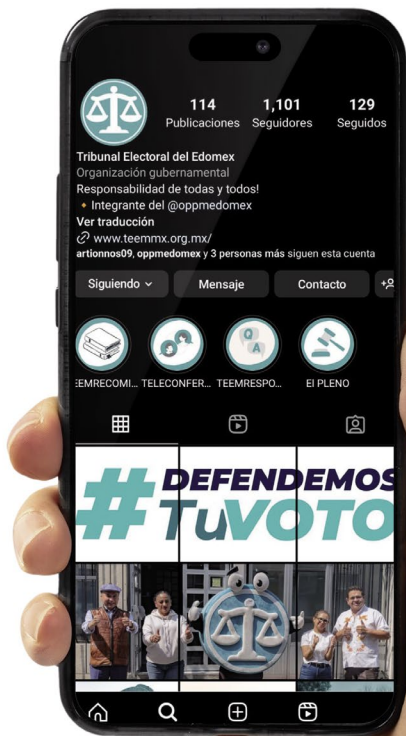 114 1,101 129
Publicaciones Seguidores Seguidos
Tribunal Electoral del Edomex
Organización gubernamental
Responsabilidad de todas y todos!
🔸 Integrante del @oppmedomex
Ver traducción
www.teemmx.org.mx/
artionnos09, oppmedomex y 3 personas más siguen esta cuenta
Siguiendo Mensaje Contacto
EEMRECOMI... TELECONFER... TEEMRESPO... El PLENO
Q
A
#DEFENDEMOS
TuVOTO